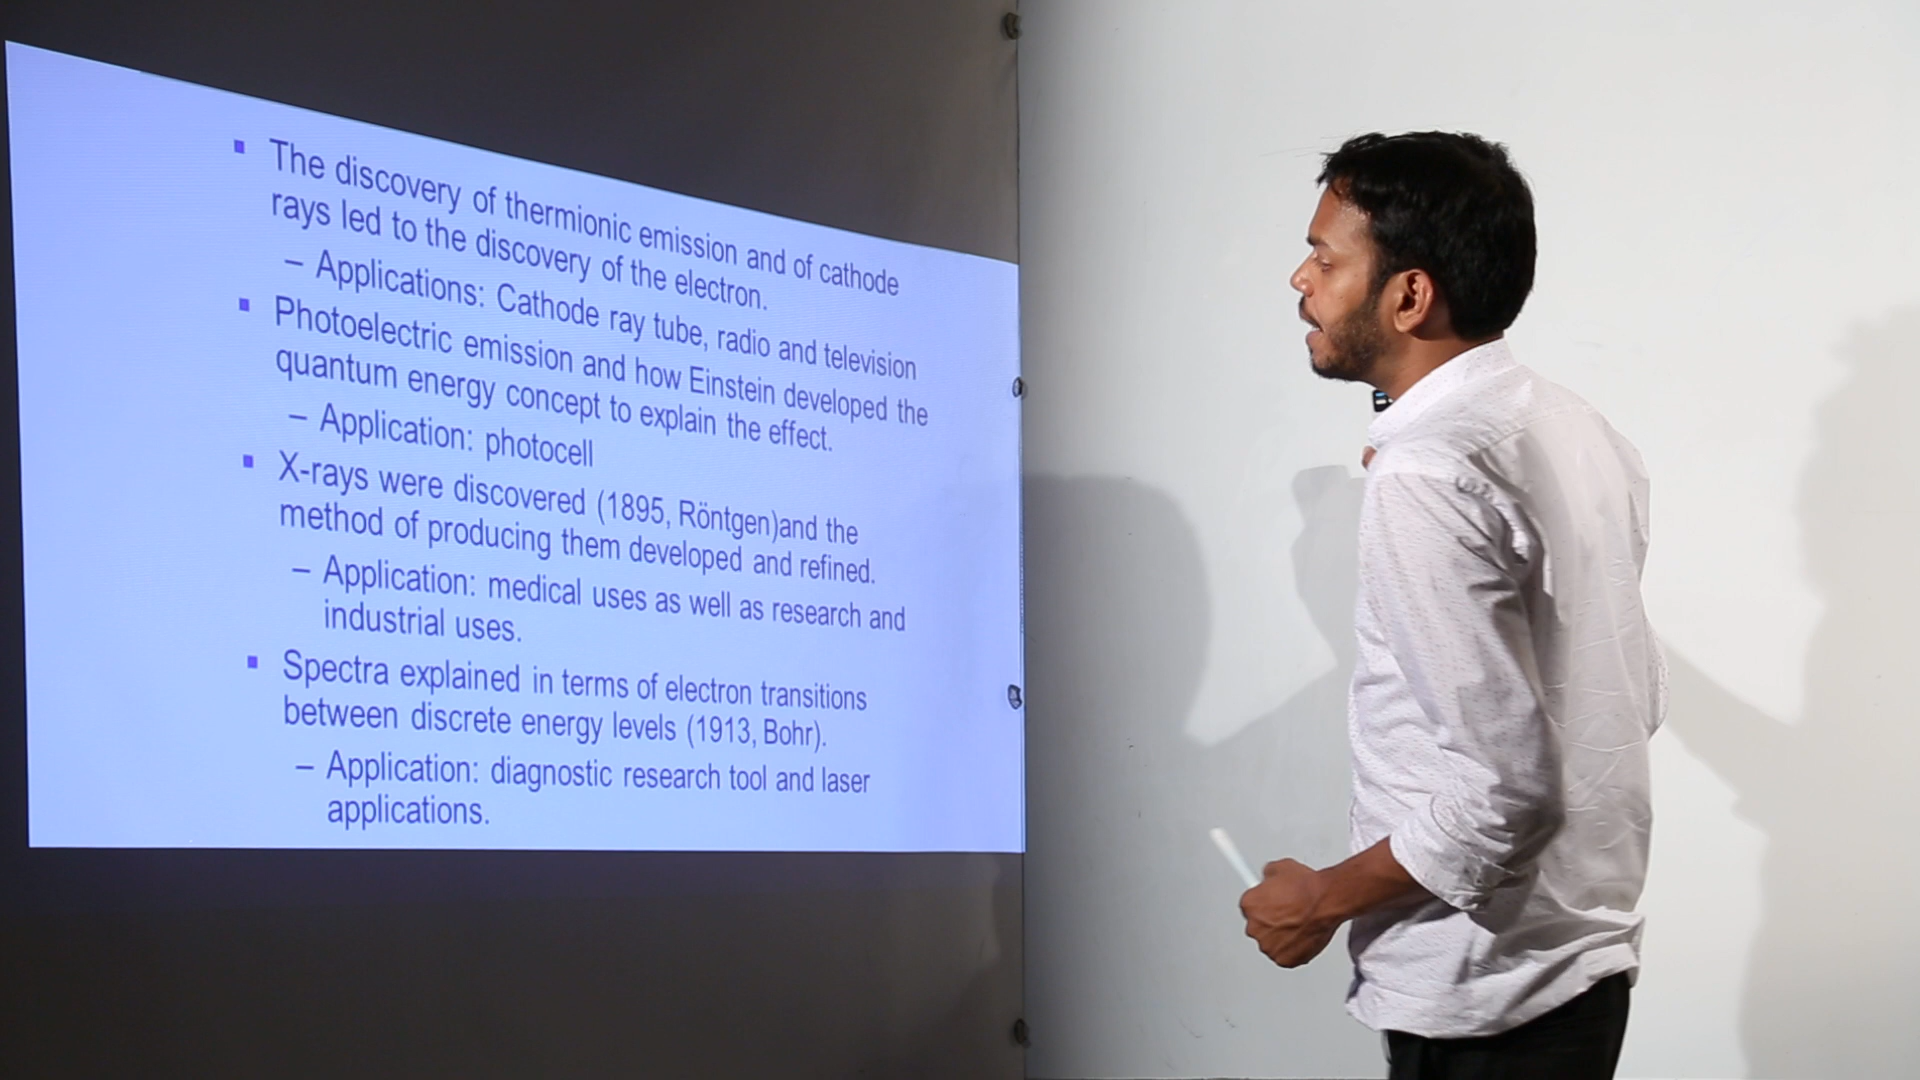 ▪ The discovery of thermionic emission and of cathode
rays led to the discovery of the electron.
– Applications: Cathode ray tube, radio and television
▪ Photoelectric emission and how Einstein developed the
quantum energy concept to explain the effect.
– Application: photocell
▪ X-rays were discovered (1895, Röntgen)and the
method of producing them developed and refined.
– Application: medical uses as well as research and
industrial uses.
▪ Spectra explained in terms of electron transitions
between discrete energy levels (1913, Bohr).
– Application: diagnostic research tool and laser
applications.